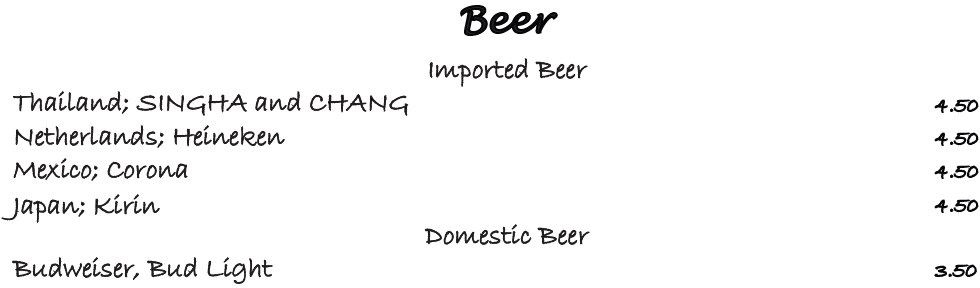 Beer
Imported Beer
Thailand; SINGHA and CHANG 4.50
Netherlands; Heineken 4.50
Mexico; Corona 4.50
Japan; Kirin 4.50
Domestic Beer
Budweiser, Bud Light 3.50